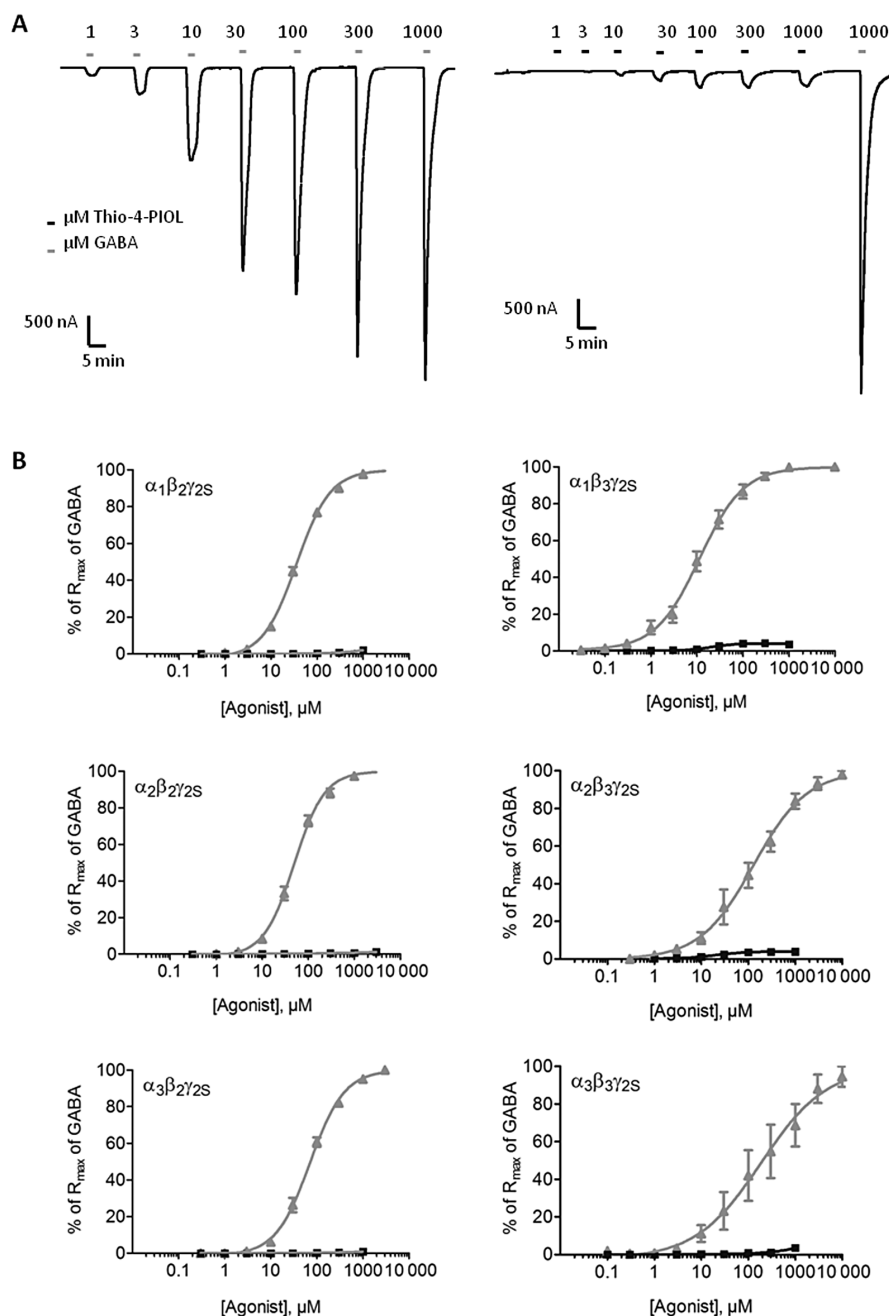 A
1 3 10 30 100 300 1000
1 3 10 30 100 300 1000 1000
μM Thio-4-PIOL
μM GABA
500 nA
5 min
500 nA
5 min
B
α1β2γ2S
% of Rmax of GABA
100
80
60
40
20
0
0.1 1 10 100 1000 10 000
[Agonist], μM
α1β3γ2S
% of Rmax of GABA
100
80
60
40
20
0
0.1 1 10 100 1000 10 000
[Agonist], μM
α2β2γ2S
% of Rmax of GABA
100
80
60
40
20
0
0.1 1 10 100 1000 10 000
[Agonist], μM
α2β3γ2S
% of Rmax of GABA
100
80
60
40
20
0
0.1 1 10 100 1000 10 000
[Agonist], μM
α3β2γ2S
% of Rmax of GABA
100
80
60
40
20
0
0.1 1 10 100 1000 10 000
[Agonist], μM
α3β3γ2S
% of Rmax of GABA
100
80
60
40
20
0
0.1 1 10 100 1000 10 000
[Agonist], μM